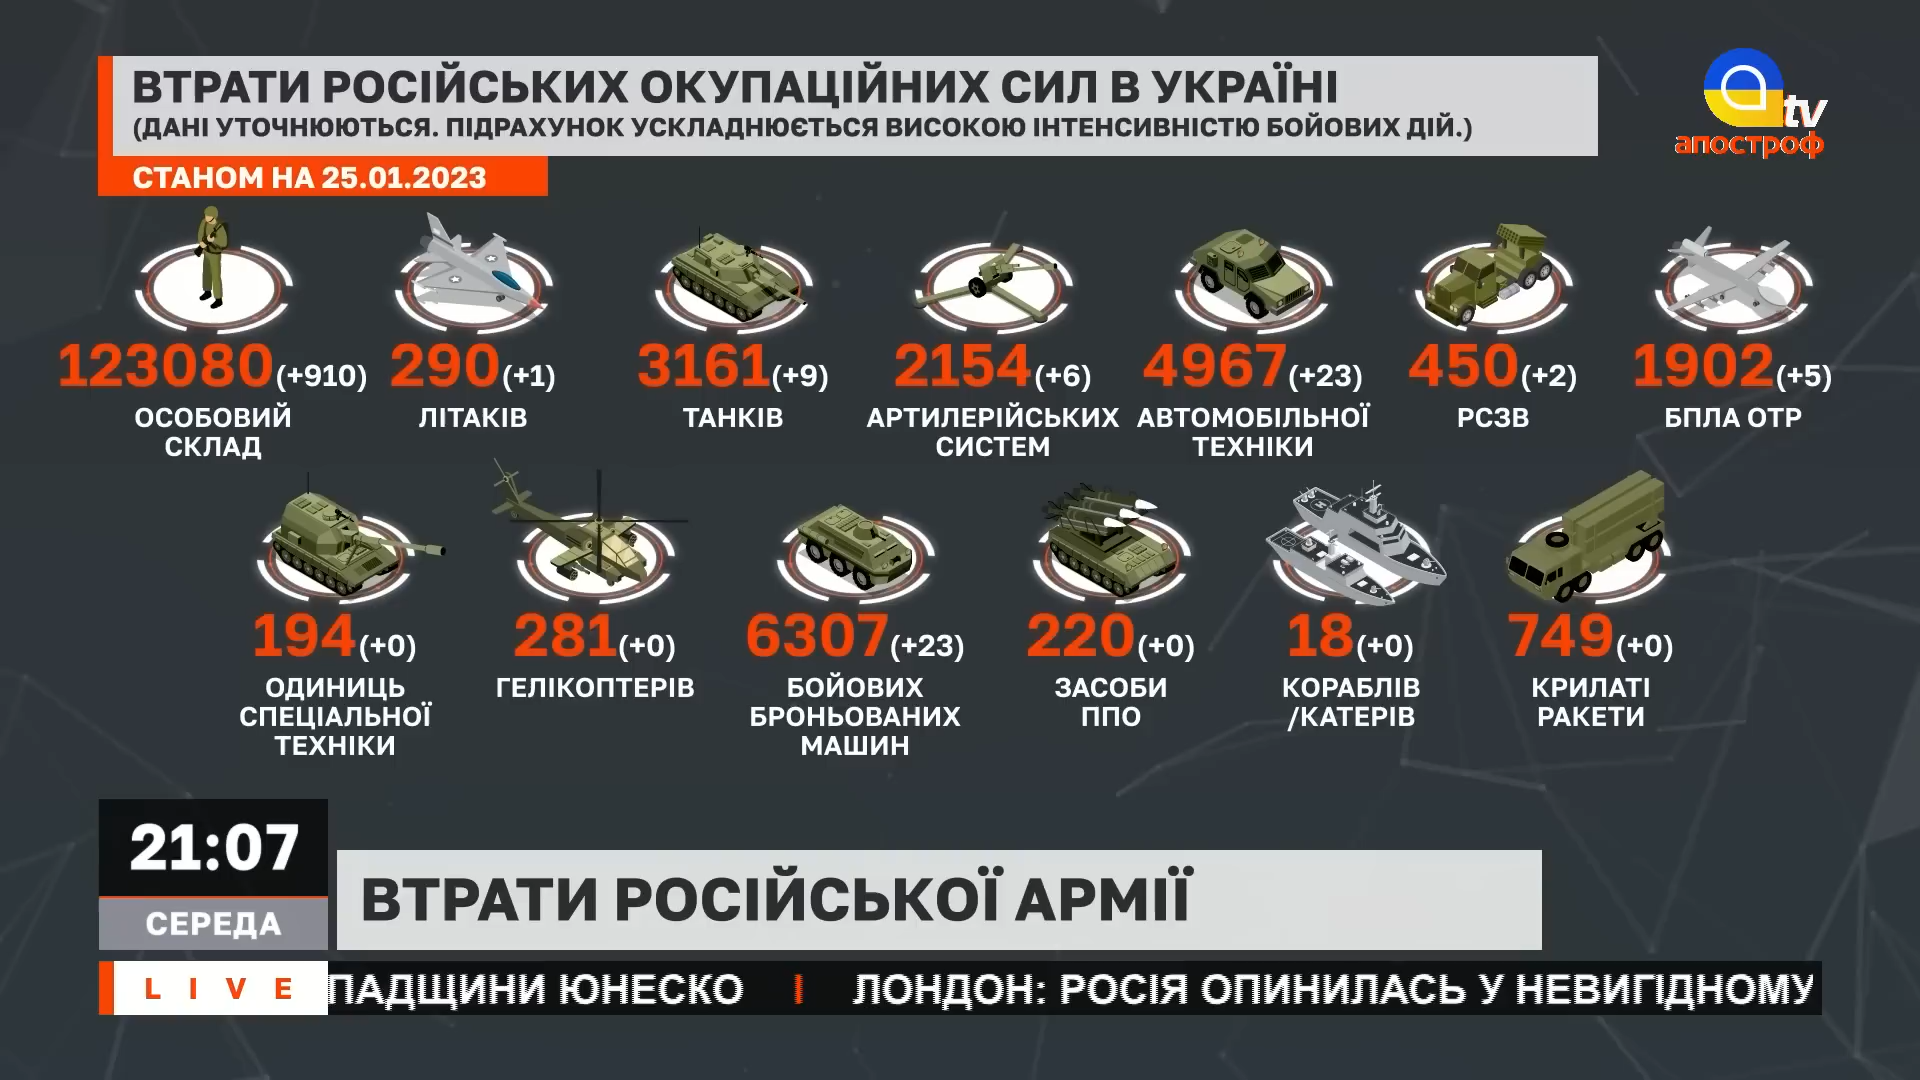 ВТРАТИ РОСІЙСЬКИХ ОКУПАЦІЙНИХ СИЛ В УКРАЇНІ
(ДАНІ УТОЧНЮЮТЬСЯ. ПІДРАХУНОК УСКЛАДНЮЄТЬСЯ ВИСОКОЮ ІНТЕНСИВНІСТЮ БОЙОВИХ ДІЙ.)
СТАНОМ НА 25.01.2023
tv
апостроф
123080(+910)
ОСОБОВИЙ
СКЛАД
290(+1)
ЛІТАКІВ
3161(+9)
ТАНКІВ
2154(+6)
АРТИЛЕРІЙСЬКИХ
СИСТЕМ
4967(+23)
АВТОМОБІЛЬНОЇ
ТЕХНІКИ
450(+2)
РСЗВ
1902(+5)
БПЛА ОТР
194(+0)
ОДИНИЦЬ
СПЕЦІАЛЬНОЇ
ТЕХНІКИ
281(+0)
ГЕЛІКОПТЕРІВ
6307(+23)
БОЙОВИХ
БРОНЬОВАНИХ
МАШИН
220(+0)
ЗАСОБИ
ППО
18(+0)
КОРАБЛІВ
/КАТЕРІВ
749(+0)
КРИЛАТІ
РАКЕТИ
21:07
СЕРЕДА
ВТРАТИ РОСІЙСЬКОЇ АРМІЇ
LIVE
ПАДЩИНИ ЮНЕСКО | ЛОНДОН: РОСІЯ ОПИНИЛАСЬ У НЕВИГІДНОМУ